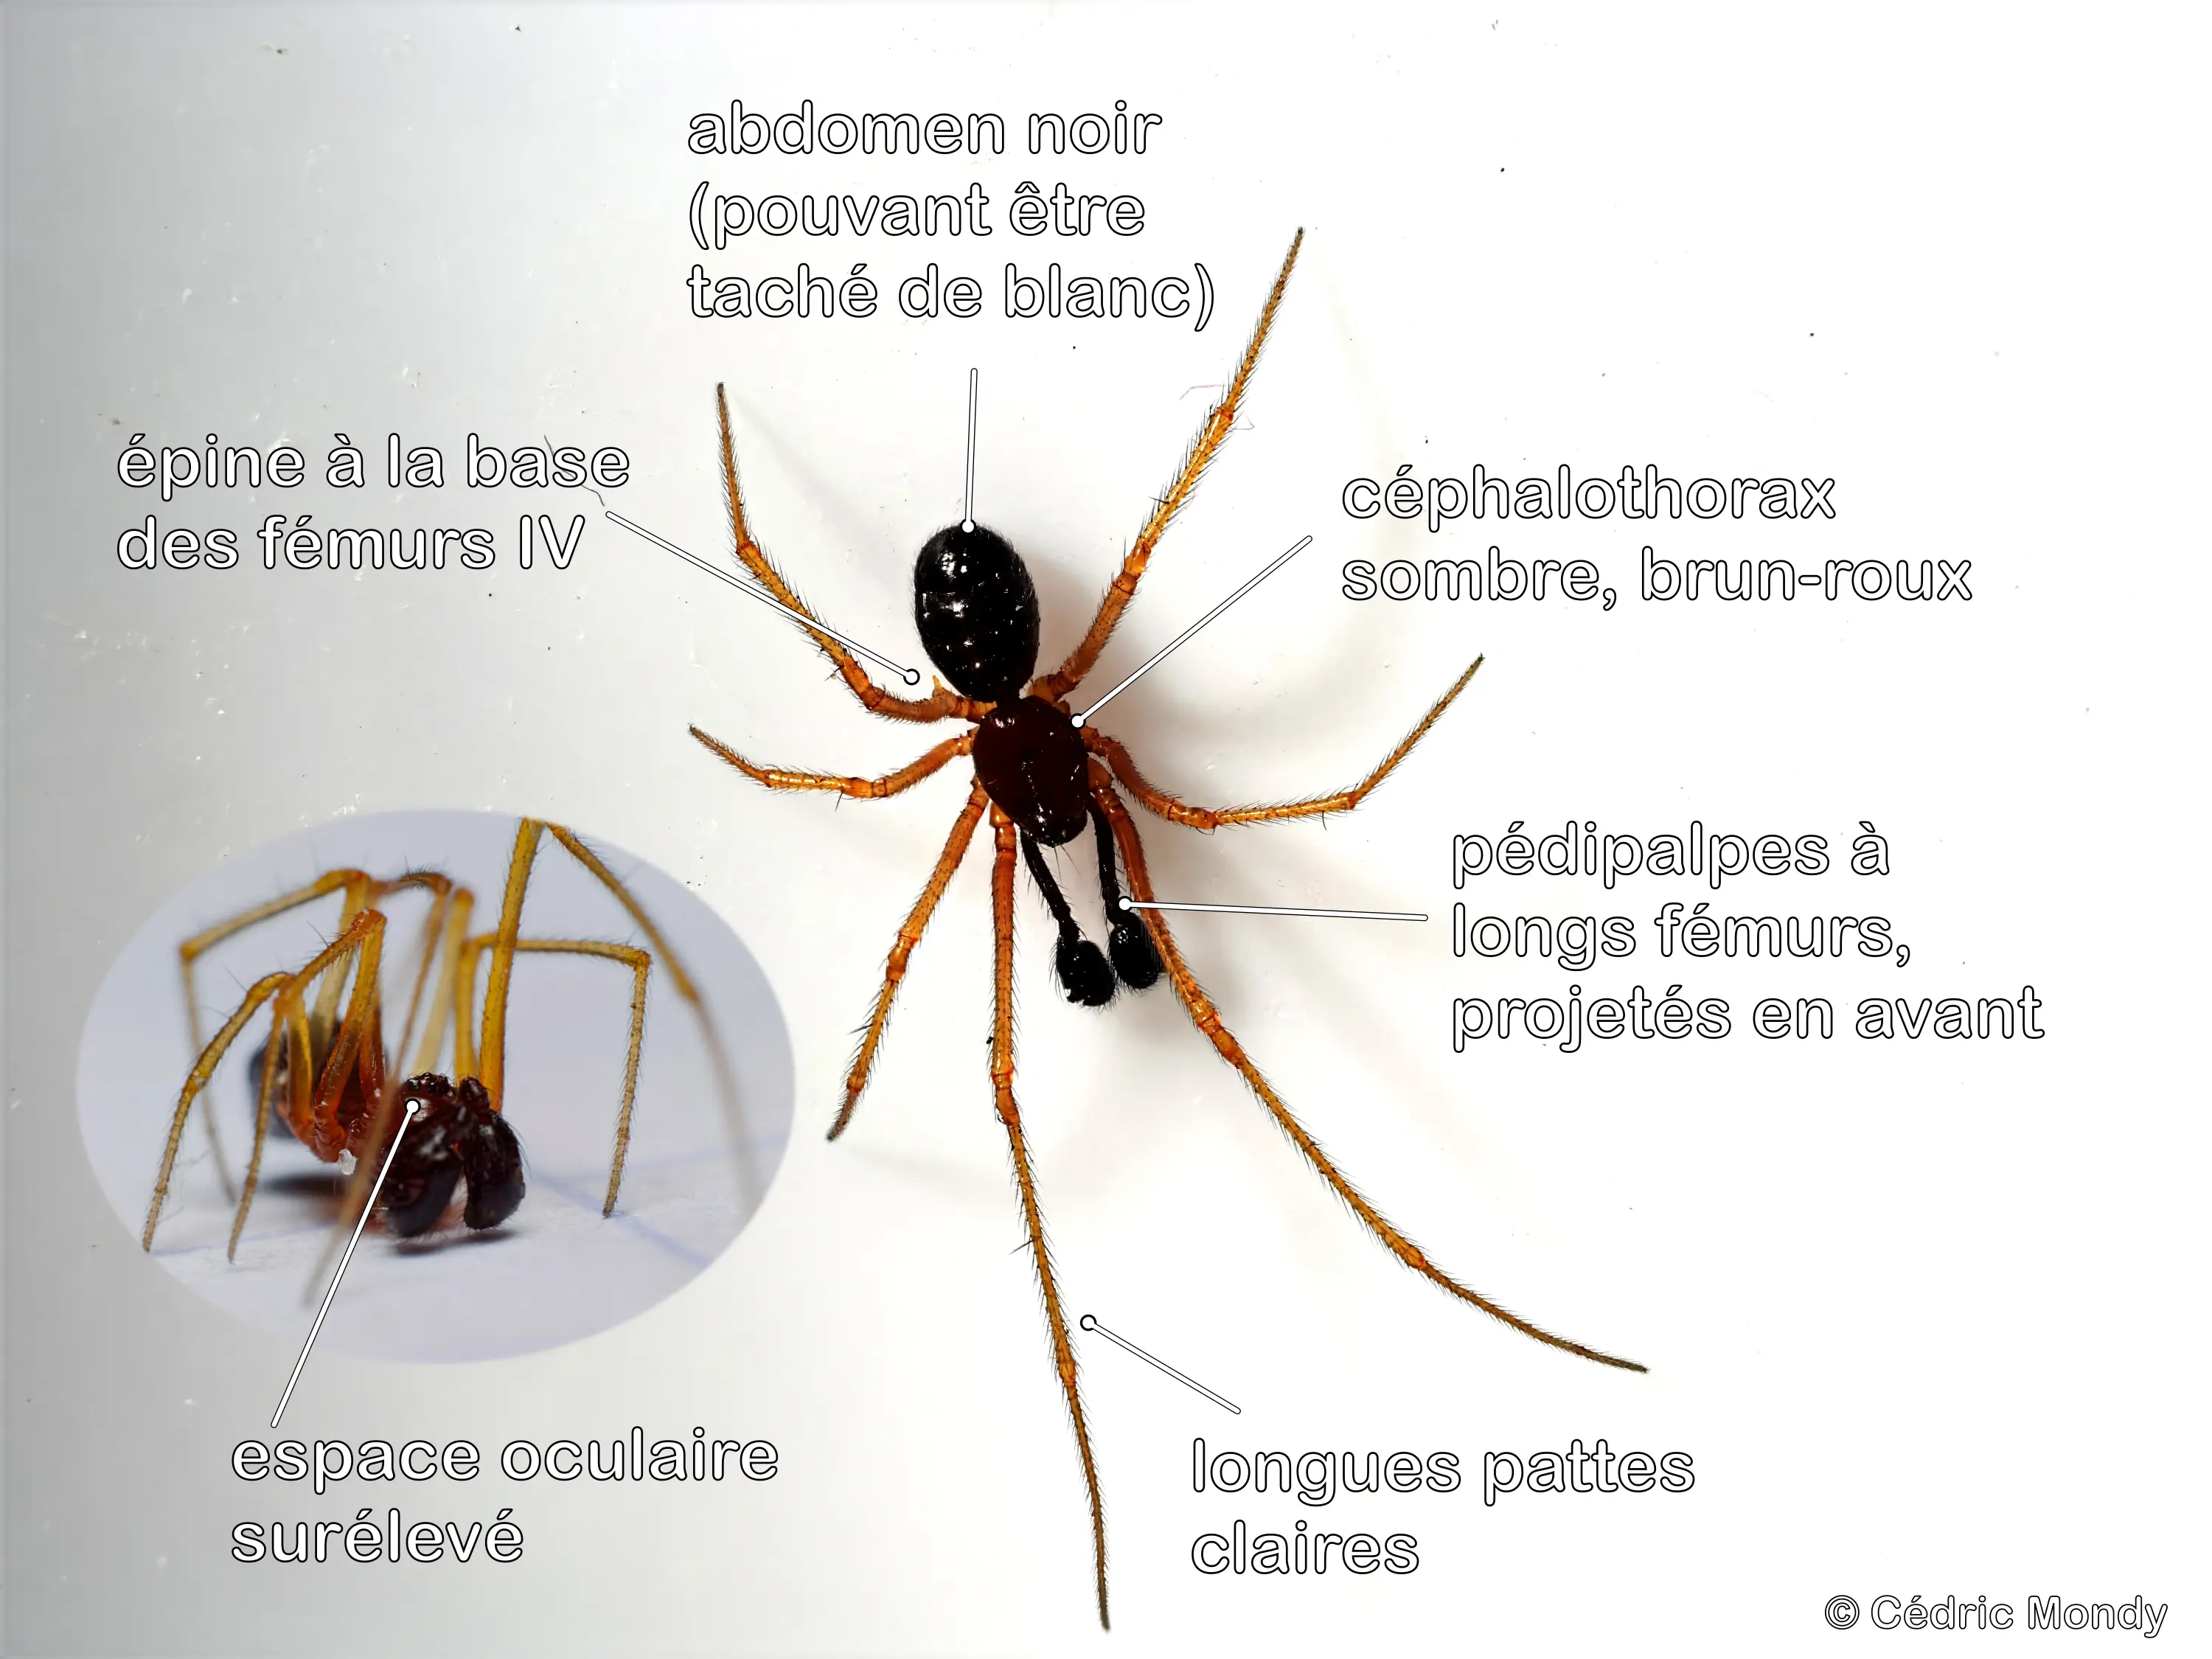 abdomen noir
(pouvant être
taché de blanc)
épine à la base
des fémurs IV
céphalothorax
sombre, brun-roux
pédipalpes à
longs fémurs,
projetés en avant
espace oculaire
surélevé
longues pattes
claires
© Cédric Mondy